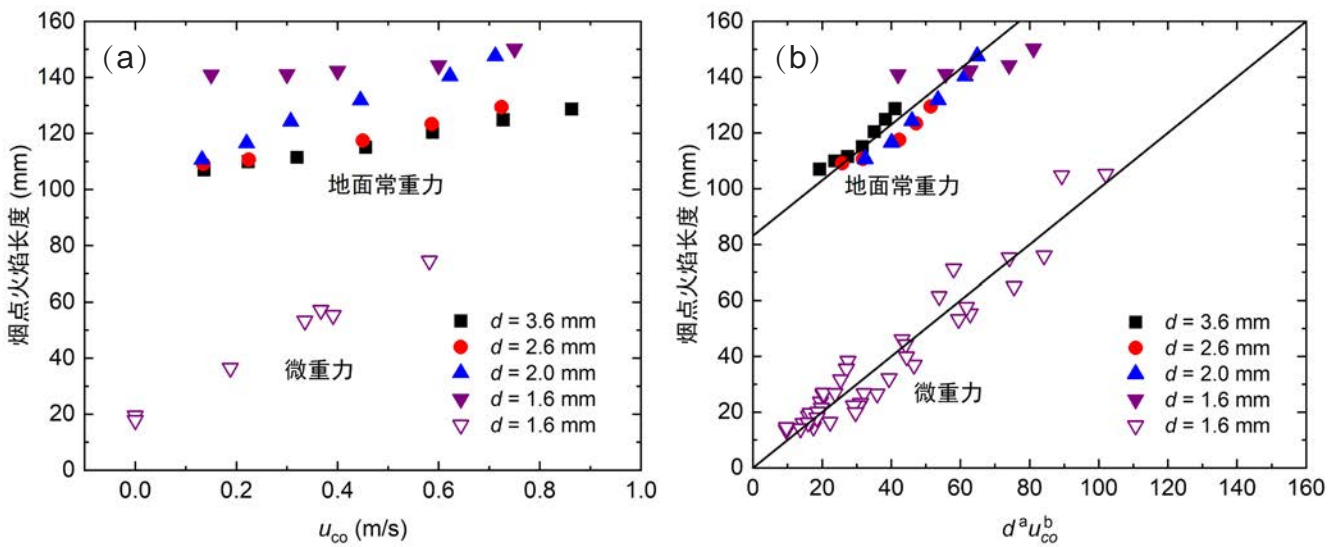 (a)
160
140
120
100
80
60
40
20
0
烟点火焰长度 (mm)
地面常重力
微重力
d = 3.6 mm
d = 2.6 mm
d = 2.0 mm
d = 1.6 mm
d = 1.6 mm
0.0 0.2 0.4 0.6 0.8 1.0
u_co (m/s)
(b)
160
140
120
100
80
60
40
20
0
烟点火焰长度 (mm)
地面常重力
微重力
d = 3.6 mm
d = 2.6 mm
d = 2.0 mm
d = 1.6 mm
d = 1.6 mm
0 20 40 60 80 100 120 140 160
d^a u_co^b